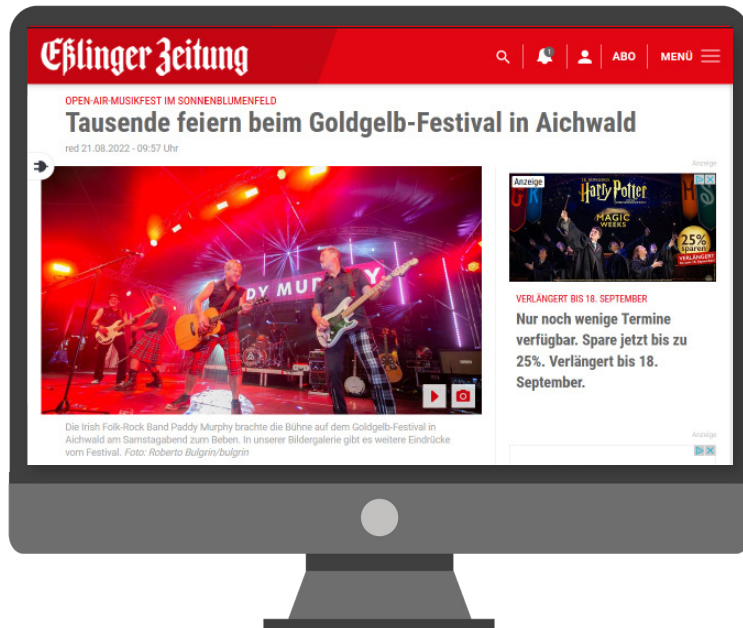 Eßlinger Zeitung
1
ABO
MENÜ
OPEN-AIR-MUSIKFEST IM SONNENBLUMENFELD
Tausende feiern beim Goldgelb-Festival in Aichwald
red 21.08.2022 - 09:57 Uhr
DY MURPHY
Die Irish Folk-Rock Band Paddy Murphy brachte die Bühne auf dem Goldgelb-Festival in
Aichwald am Samstagabend zum Beben. In unserer Bildergalerie gibt es weitere Eindrücke
vom Festival. Foto: Roberto Bulgrin/bulgrin
Anzeige
Anzeige
Harry Potter
MAGIC
WEEKS
25%
sparen
VERLÄNGERT
VERLÄNGERT BIS 18. SEPTEMBER
Nur noch wenige Termine
verfügbar. Spare jetzt bis zu
25%. Verlängert bis 18.
September.
Anzeige